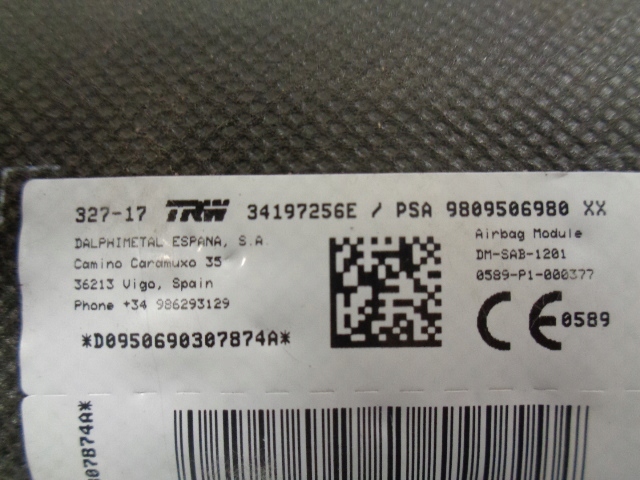 327-17 TRW 34197256E / PSA 9809506980 XX
DALPHIMETAL ESPANA, S.A.
Camino Caramuxo 35
36213 Vigo, Spain
Phone +34 986293129
*D0950690307874A*
Airbag Module
DM-SAB-1201
0589-P1-000377
CE 0589
07874A*